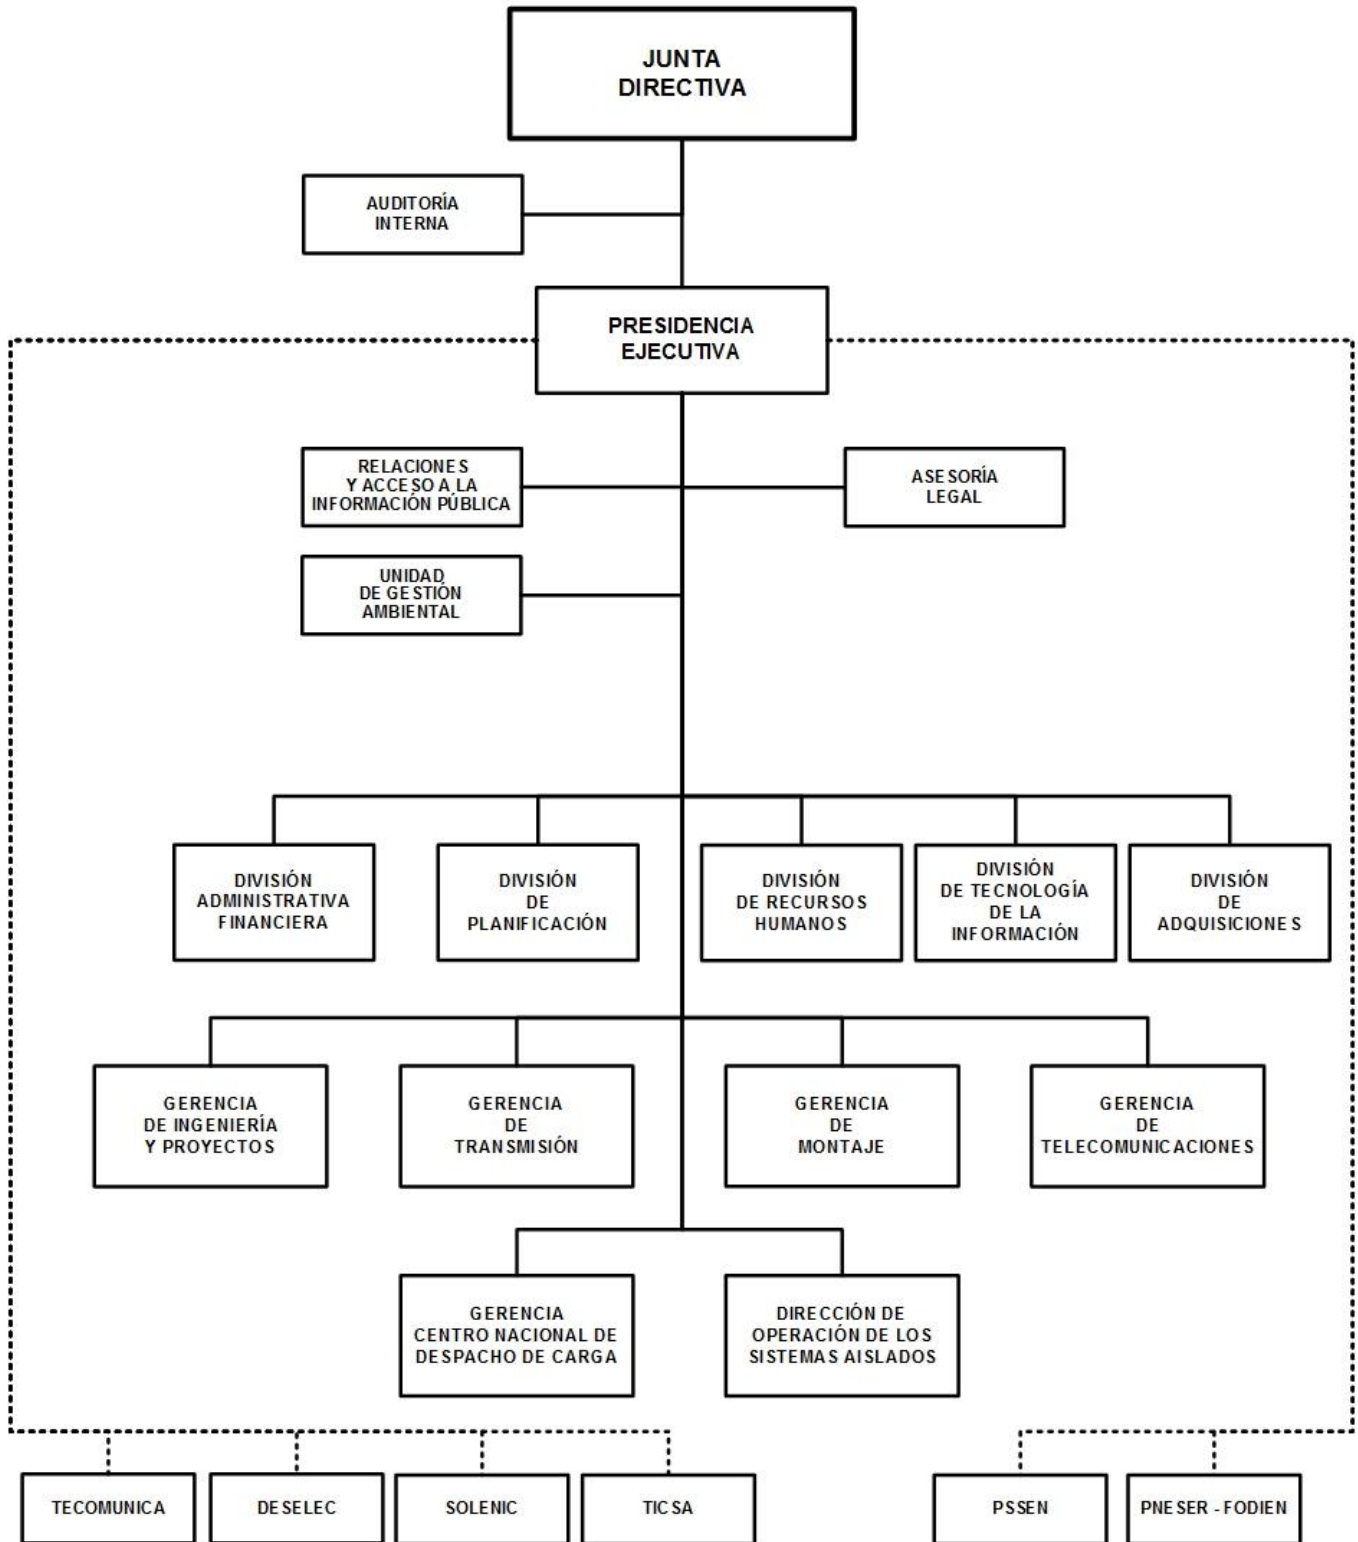 JUNTA
DIRECTIVA
AUDITORÍA
INTERNA
PRESIDENCIA
EJECUTIVA
RELACIONES
Y ACCESO A LA
INFORMACIÓN PÚBLICA
ASESORÍA
LEGAL
UNIDAD
DE GESTIÓN
AMBIENTAL
DIVISIÓN
ADMINISTRATIVA
FINANCIERA
DIVISIÓN
DE
PLANIFICACIÓN
DIVISIÓN
DE RECURSOS
HUMANOS
DIVISIÓN
DE TECNOLOGÍA
DE LA
INFORMACIÓN
DIVISIÓN
DE
ADQUISICIONES
GERENCIA
DE INGENIERÍA
Y PROYECTOS
GERENCIA
DE
TRANSMISIÓN
GERENCIA
DE
MONTAJE
GERENCIA
DE
TELECOMUNICACIONES
GERENCIA
CENTRO NACIONAL DE
DESPACHO DE CARGA
DIRECCIÓN DE
OPERACIÓN DE LOS
SISTEMAS AISLADOS
TECOMUNICA
DESELEC
SOLENIC
TICSA
PSSEN
PNESER - FODIEN